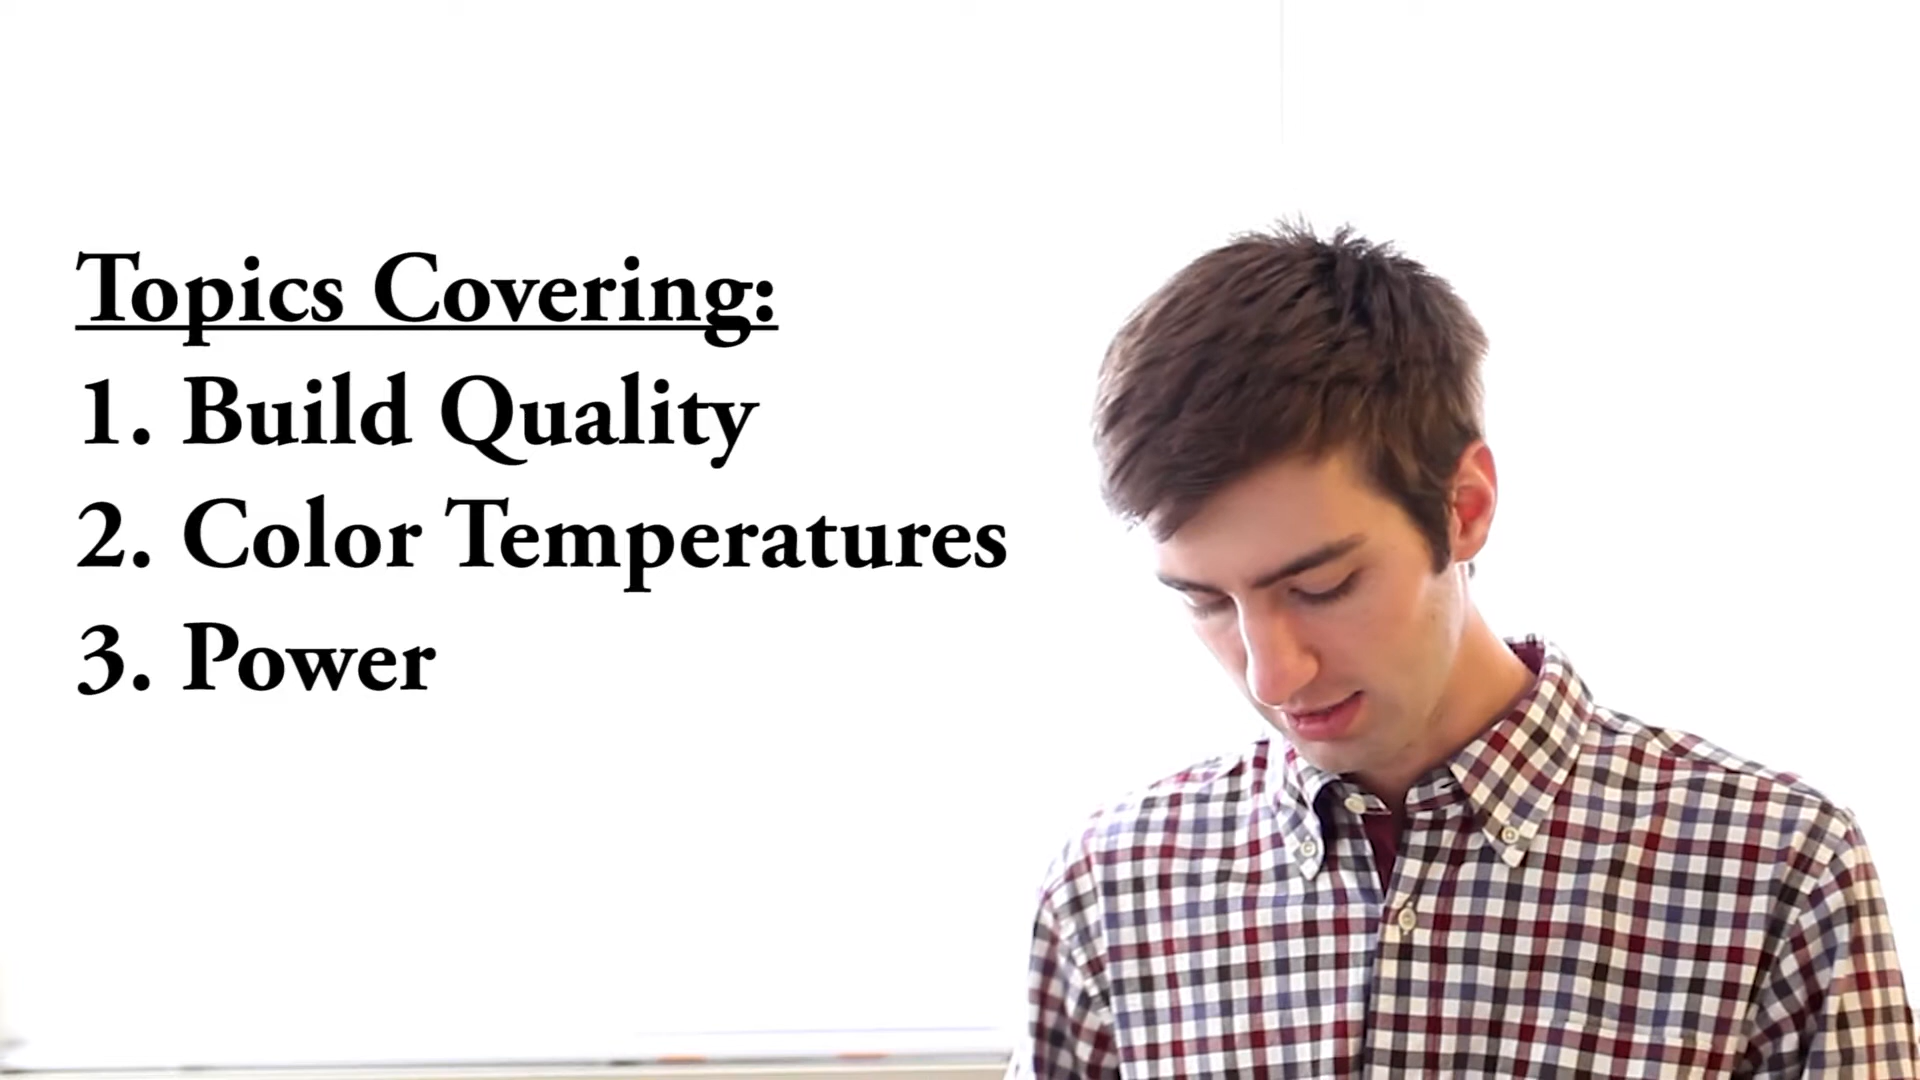 Topics Covering:
1. Build Quality
2. Color Temperatures
3. Power